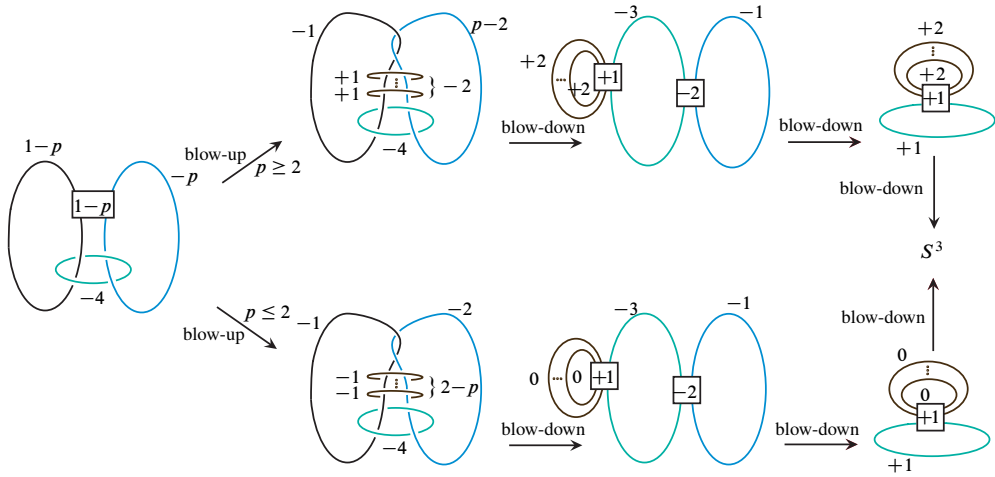 1−p
−p
1−p
−4
blow-up
p ≥ 2
−1
p−2
+1
⋮
+1
} −2
−4
blow-down
+2
...
+2
+1
−3
−2
−1
blow-down
+2
⋮
+2
+1
+1
blow-down
S³
blow-down
p ≤ 2
blow-up
−1
−2
−1
⋮
−1
} 2−p
−4
blow-down
0
...
0
+1
−3
−2
−1
blow-down
0
⋮
0
+1
+1